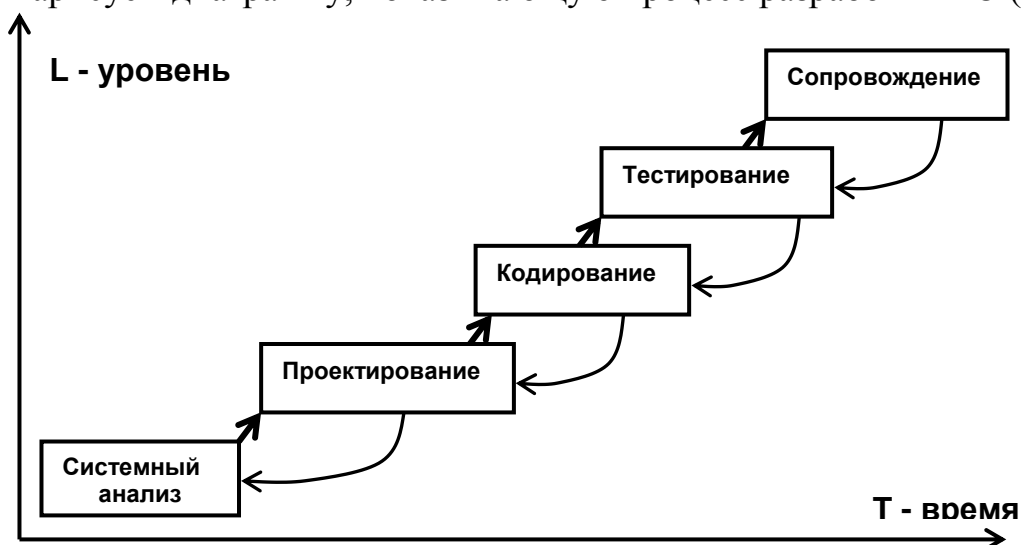 L - уровень
Сопровождение
Тестирование
Кодирование
Проектирование
Системный
анализ
T - время